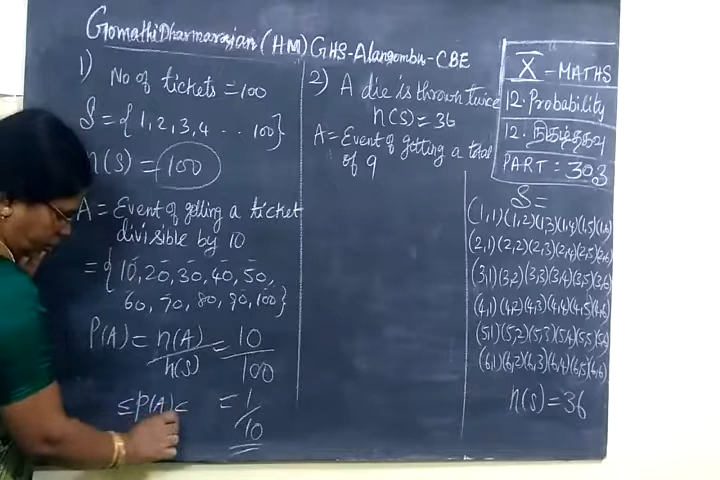 Gomathi Dharmarajan (HM) GHS-Alangombu-CBE
1) No of tickets = 100
S = {1, 2, 3, 4 .. 100}
n(S) = 100
A = Event of getting a ticket
divisible by 10
= {10, 20, 30, 40, 50,
60, 70, 80, 90, 100}
P(A) = n(A)/n(S) = 10/100
≤ P(A) ≤ = 1/10
2) A die is thrown twice
n(S) = 36
A = Event of getting a total
of 9
X - MATHS
12. Probability
12. நிகழ்தகவு
PART: 303
S =
(1,1)(1,2)(1,3)(1,4)(1,5)(1,6)
(2,1)(2,2)(2,3)(2,4)(2,5)(2,6)
(3,1)(3,2)(3,3)(3,4)(3,5)(3,6)
(4,1)(4,2)(4,3)(4,4)(4,5)(4,6)
(5,1)(5,2)(5,3)(5,4)(5,5)(5,6)
(6,1)(6,2)(6,3)(6,4)(6,5)(6,6)
n(S) = 36